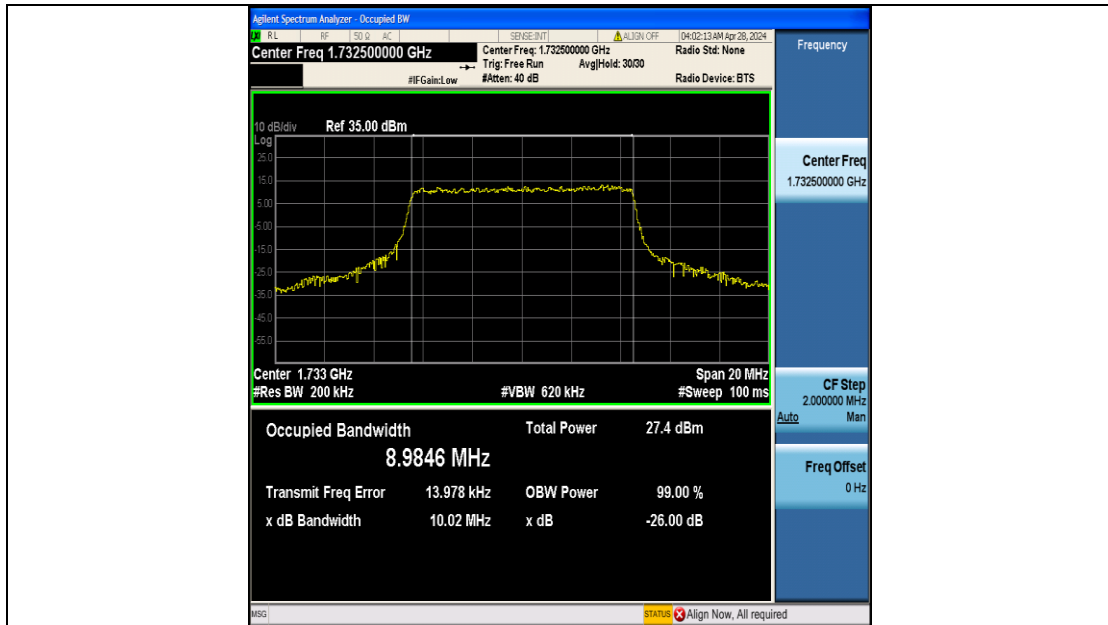 Agilent Spectrum Analyzer - Occupied BW
RL RF 50 Ω AC SENSE:INT ALIGN OFF 04:02:13 AM Apr 28, 2024
Center Freq 1.732500000 GHz
Center Freq: 1.732500000 GHz
Radio Std: None
Trig: Free Run Avg|Hold: 30/30
#IFGain:Low
#Atten: 40 dB
Radio Device: BTS
10 dB/div Ref 35.00 dBm
Log
25.0
15.0
5.00
-5.00
-15.0
-25.0
-35.0
-45.0
-55.0
Center 1.733 GHz Span 20 MHz
#Res BW 200 kHz #VBW 620 kHz #Sweep 100 ms
Occupied Bandwidth Total Power 27.4 dBm
8.9846 MHz
Transmit Freq Error 13.978 kHz OBW Power 99.00 %
x dB Bandwidth 10.02 MHz x dB -26.00 dB
MSG STATUS Align Now, All required
Frequency
Center Freq
1.732500000 GHz
CF Step
2.000000 MHz
Auto Man
Freq Offset
0 Hz